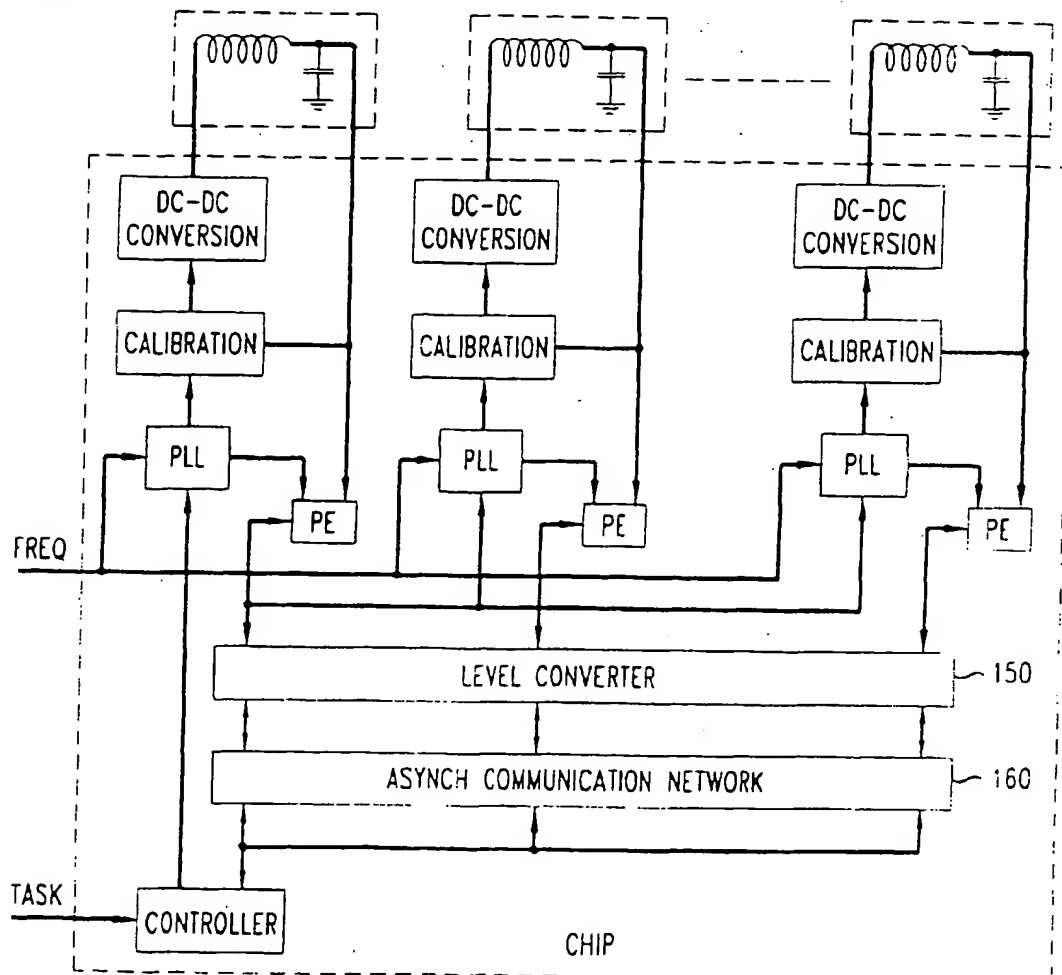 DC-DC
CONVERSION
DC-DC
CONVERSION
DC-DC
CONVERSION
CALIBRATION
CALIBRATION
CALIBRATION
PLL
PLL
PLL
PE
PE
PE
FREQ
LEVEL CONVERTER
150
ASYNCH COMMUNICATION NETWORK
160
TASK
CONTROLLER
CHIP